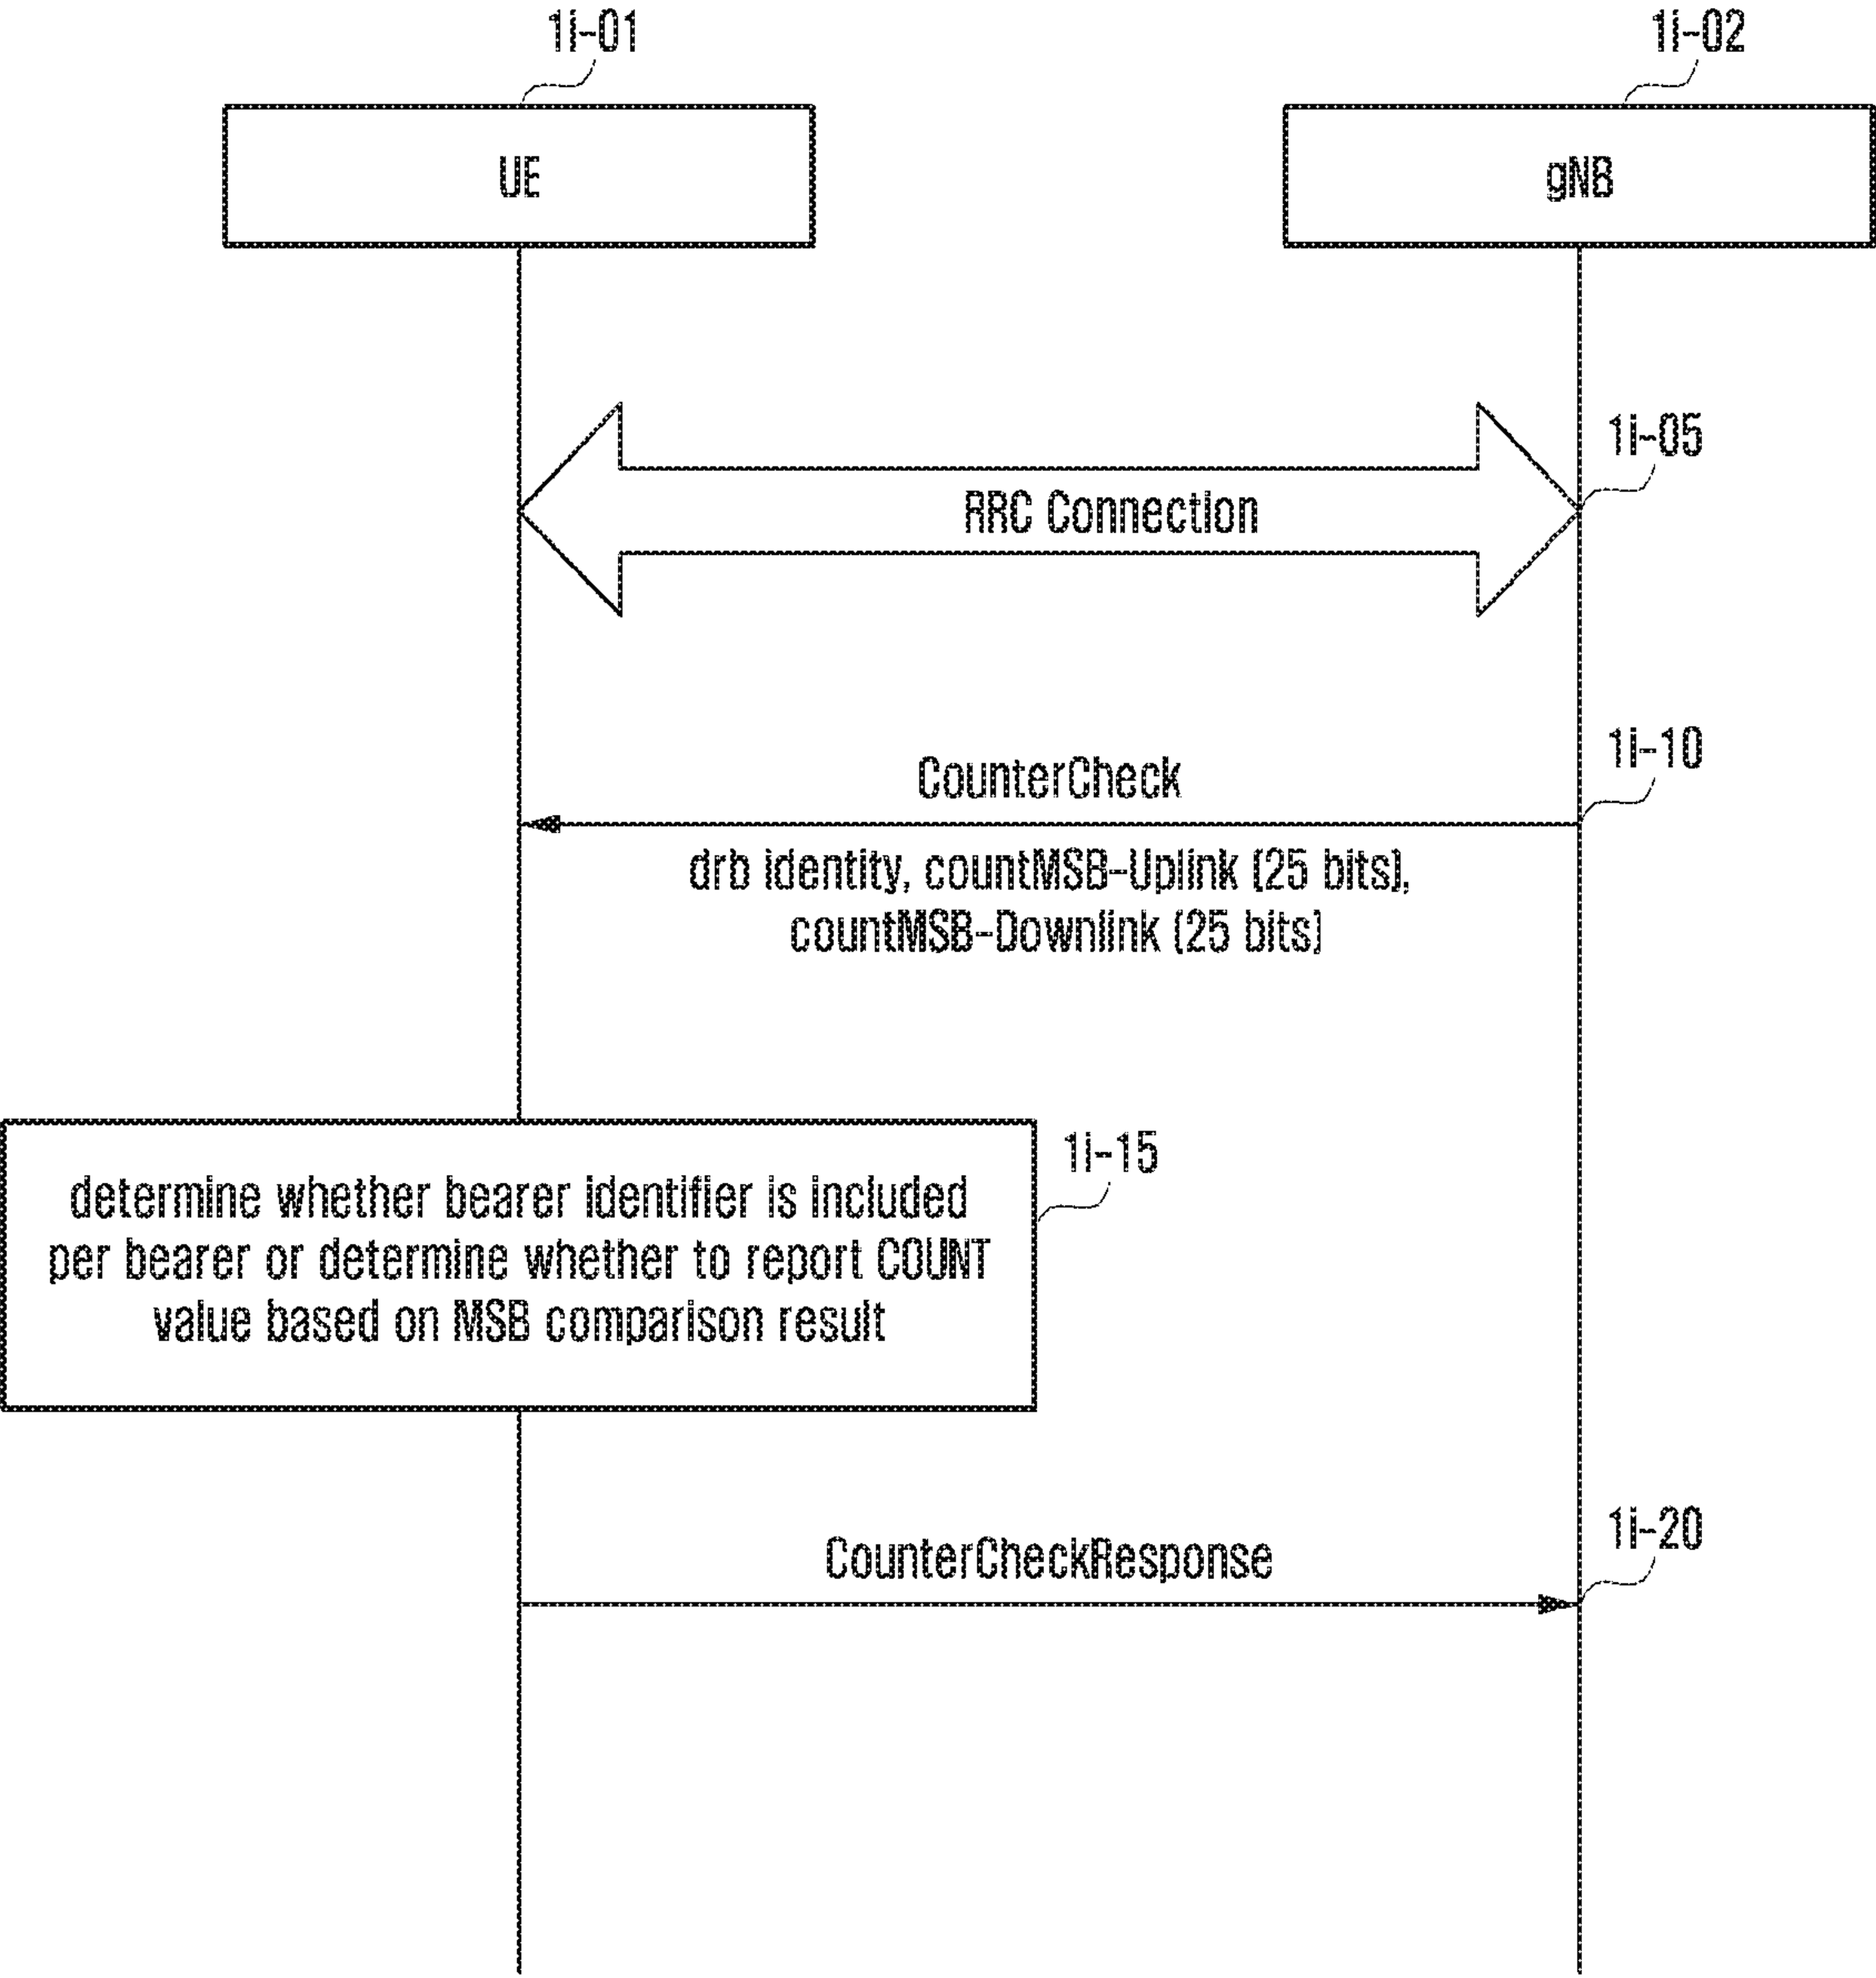 1i-01
1i-02
UE
gNB
1i-05
RRC Connection
1i-10
CounterCheck
drb identity, countMSB-Uplink (25 bits),
countMSB-Downlink (25 bits)
1i-15
determine whether bearer identifier is included
per bearer or determine whether to report COUNT
value based on MSB comparison result
1i-20
CounterCheckResponse